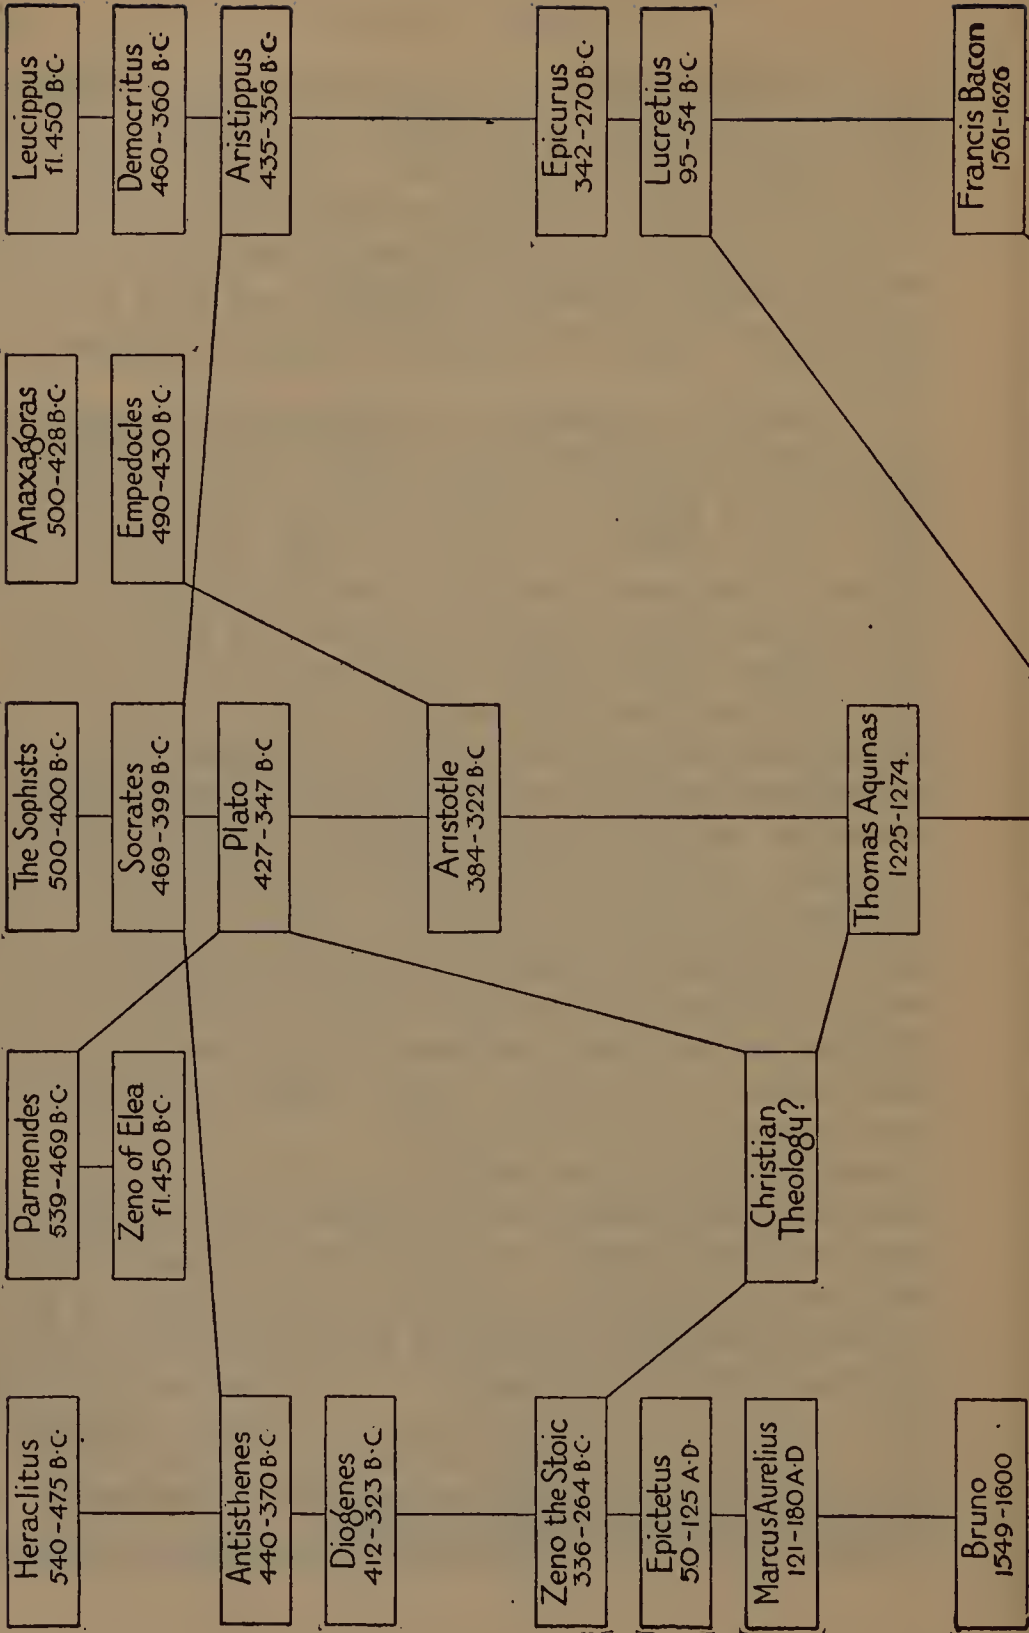 Heraclitus
540-475 B.C.
Parmenides
539-469 B.C.
The Sophists
500-400 B.C.
Anaxagoras
500-428 B.C.
Leucippus
fl.450 B.C.
Zeno of Elea
fl.450 B.C.
Socrates
469-399 B.C.
Empedocles
490-430 B.C.
Democritus
460-360 B.C.
Antisthenes
440-370 B.C.
Plato
427-347 B.C
Aristippus
435-356 B.C.
Diogenes
412-323 B.C.
Aristotle
384-322 B.C
Zeno the Stoic
336-264 B.C.
Epicurus
342-270 B.C.
Epictetus
50-125 A.D.
Lucretius
95-54 B.C.
Marcus Aurelius
121-180 A.D
Christian
Theology?
Thomas Aquinas
1225-1274.
Bruno
1549-1600
Francis Bacon
1561-1626